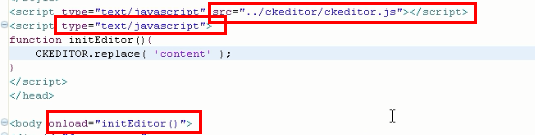 <script type="text/javascript" src="../ckeditor/ckeditor.js"></script>
<script type="text/javascript">
function initEditor(){
CKEDITOR.replace( 'content' );
}
</script>
</head>
<body onload="initEditor()">